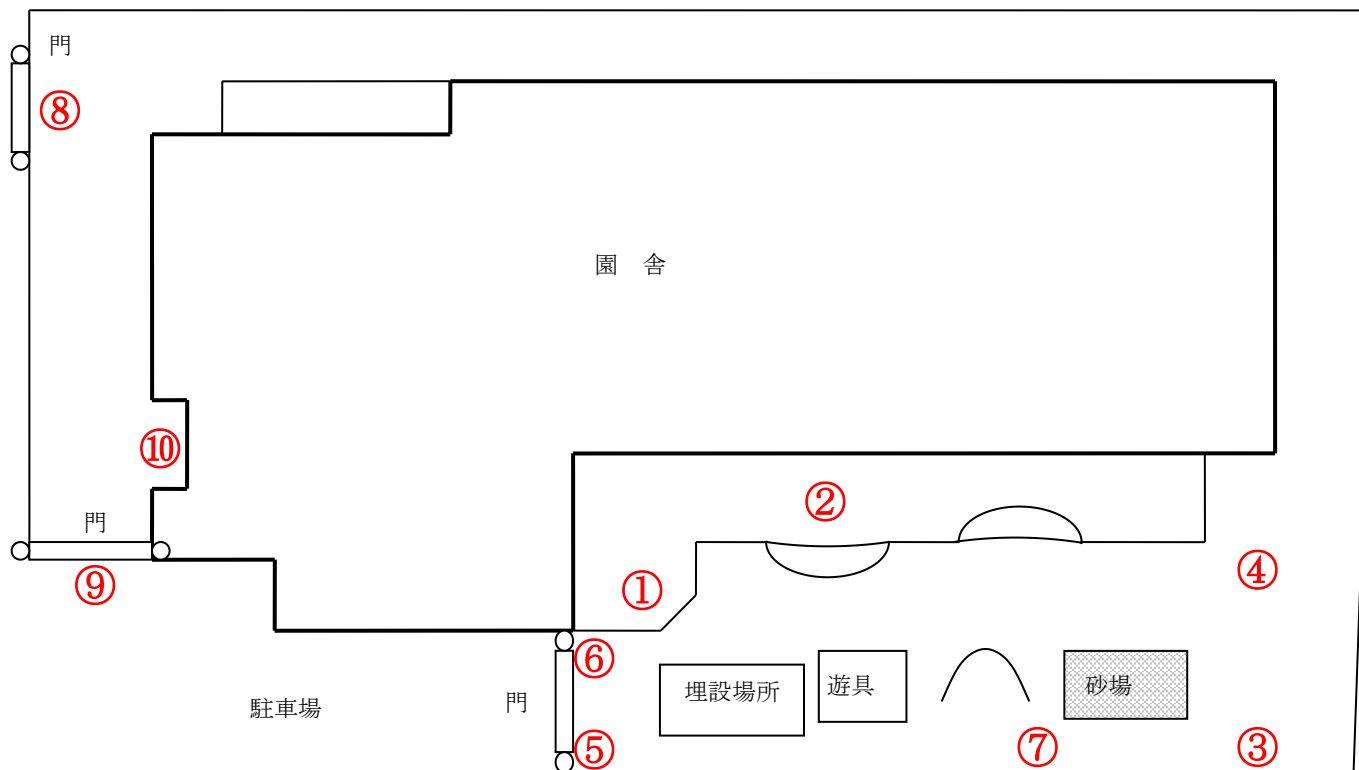 門
⑧
園 舎
⑩
②
門
④
⑨
①
⑥
埋設場所
遊具
砂場
駐車場
門
⑤
⑦
③